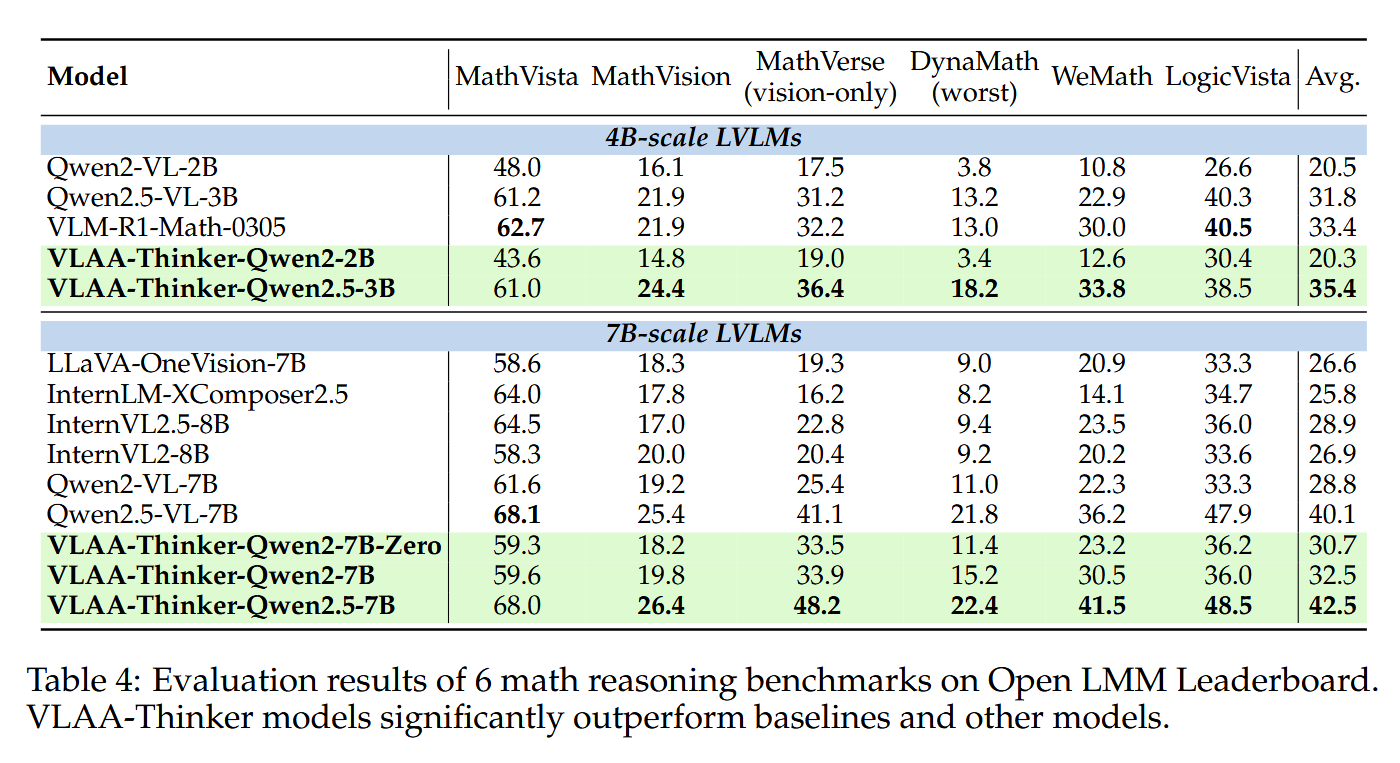 Model MathVista MathVision MathVerse (vision-only) DynaMath (worst) WeMath LogicVista Avg.
4B-scale LVLMs
Qwen2-VL-2B 48.0 16.1 17.5 3.8 10.8 26.6 20.5
Qwen2.5-VL-3B 61.2 21.9 31.2 13.2 22.9 40.3 31.8
VLM-R1-Math-0305 62.7 21.9 32.2 13.0 30.0 40.5 33.4
VLAA-Thinker-Qwen2-2B 43.6 14.8 19.0 3.4 12.6 30.4 20.3
VLAA-Thinker-Qwen2.5-3B 61.0 24.4 36.4 18.2 33.8 38.5 35.4
7B-scale LVLMs
LLaVA-OneVision-7B 58.6 18.3 19.3 9.0 20.9 33.3 26.6
InternLM-XComposer2.5 64.0 17.8 16.2 8.2 14.1 34.7 25.8
InternVL2.5-8B 64.5 17.0 22.8 9.4 23.5 36.0 28.9
InternVL2-8B 58.3 20.0 20.4 9.2 20.2 33.6 26.9
Qwen2-VL-7B 61.6 19.2 25.4 11.0 22.3 33.3 28.8
Qwen2.5-VL-7B 68.1 25.4 41.1 21.8 36.2 47.9 40.1
VLAA-Thinker-Qwen2-7B-Zero 59.3 18.2 33.5 11.4 23.2 36.2 30.7
VLAA-Thinker-Qwen2-7B 59.6 19.8 33.9 15.2 30.5 36.0 32.5
VLAA-Thinker-Qwen2.5-7B 68.0 26.4 48.2 22.4 41.5 48.5 42.5
Table 4: Evaluation results of 6 math reasoning benchmarks on Open LMM Leaderboard.
VLAA-Thinker models significantly outperform baselines and other models.